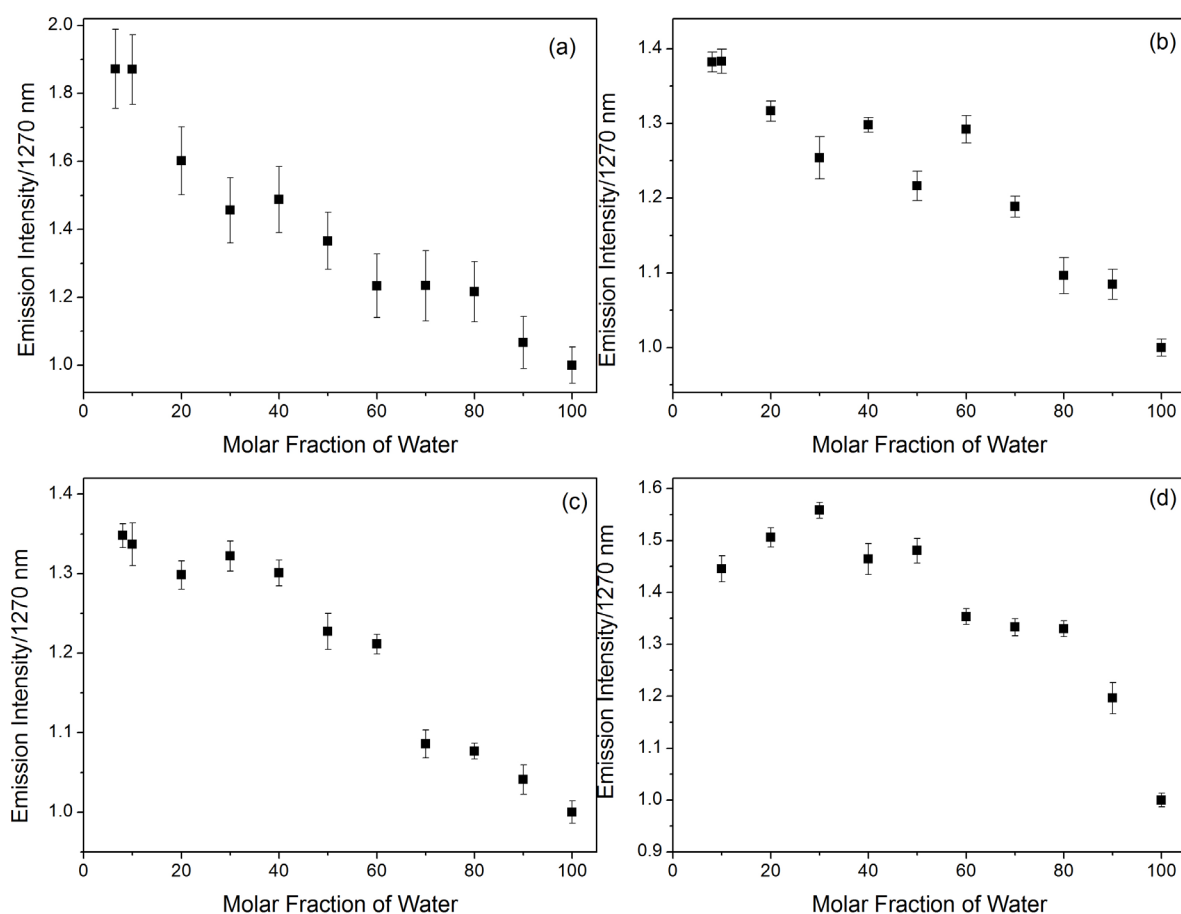 (a)
2.0
1.8
1.6
1.4
1.2
1.0
Emission Intensity/1270 nm
0 20 40 60 80 100
Molar Fraction of Water
(b)
1.4
1.3
1.2
1.1
1.0
Emission Intensity/1270 nm
0 20 40 60 80 100
Molar Fraction of Water
(c)
1.4
1.3
1.2
1.1
1.0
Emission Intensity/1270 nm
0 20 40 60 80 100
Molar Fraction of Water
(d)
1.6
1.5
1.4
1.3
1.2
1.1
1.0
0.9
Emission Intensity/1270 nm
0 20 40 60 80 100
Molar Fraction of Water